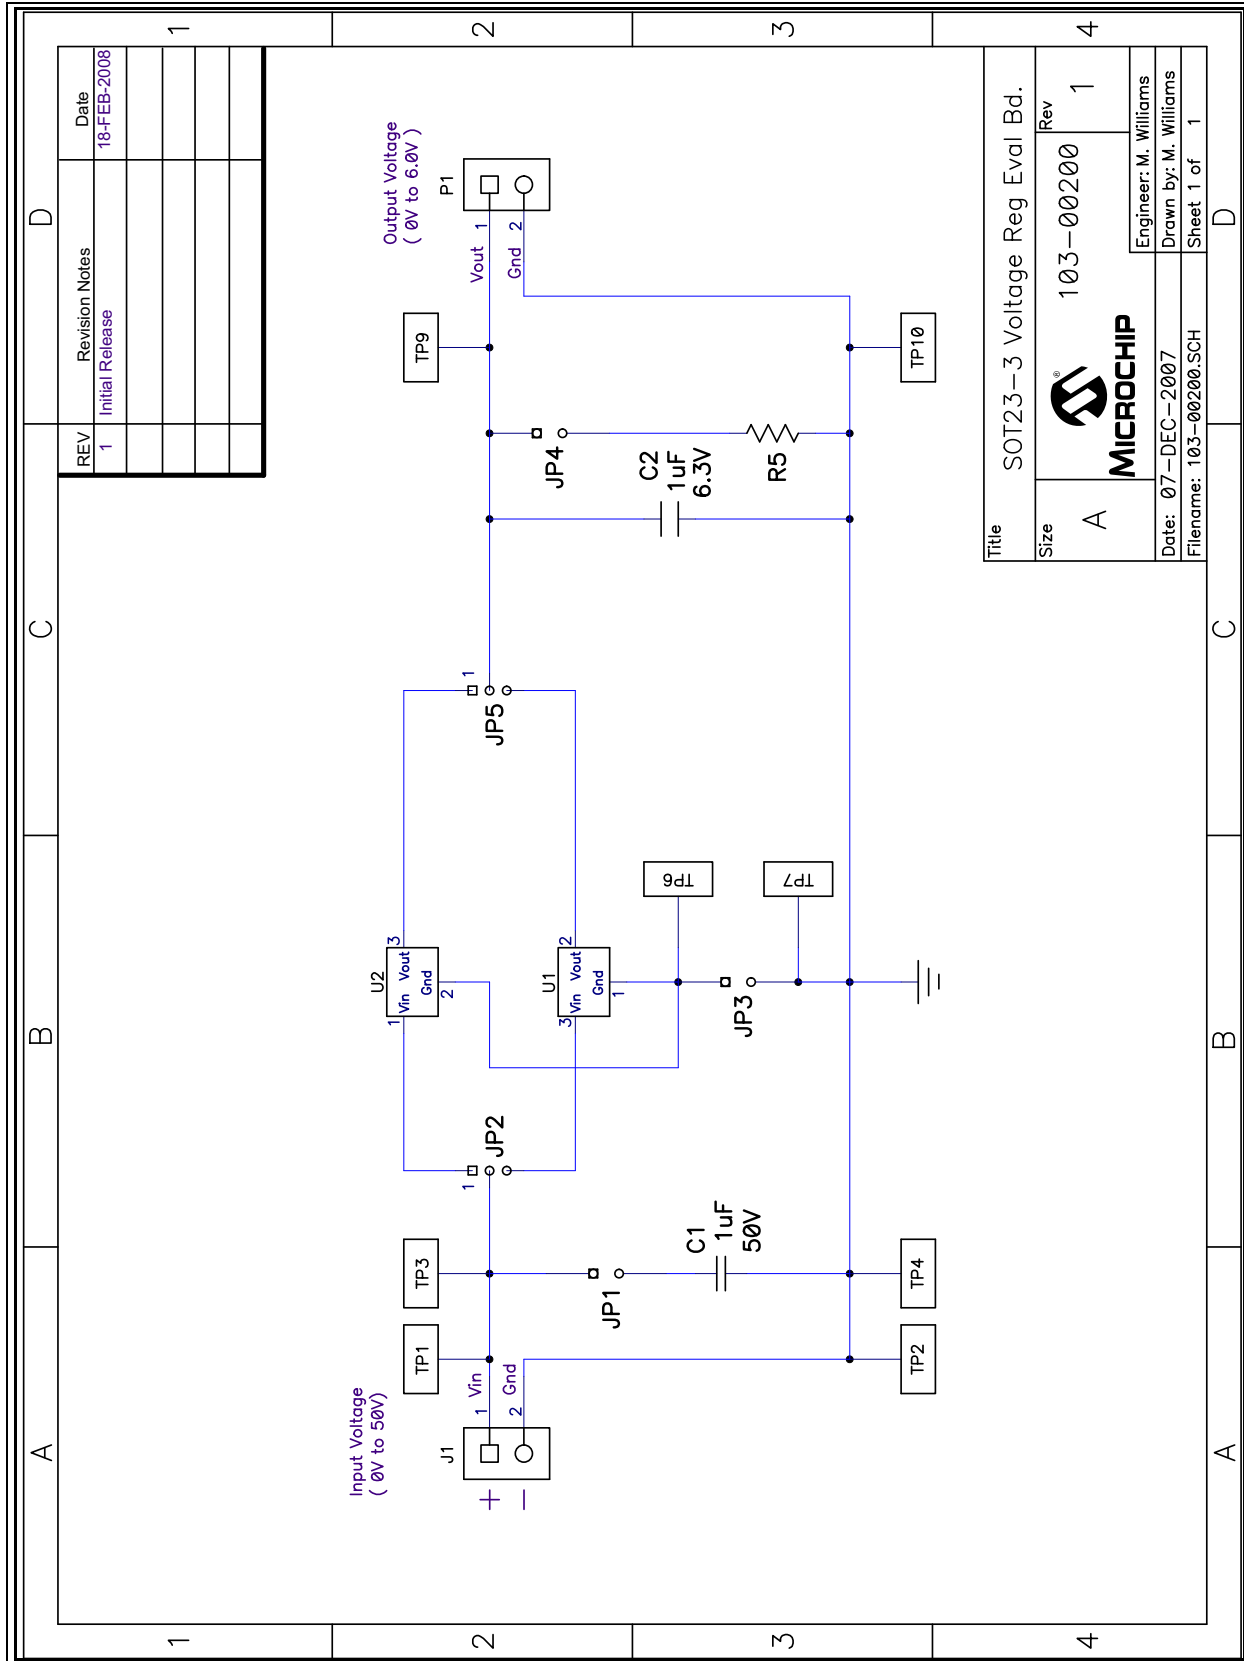 A
B
C
D
1
2
3
4
REV Revision Notes Date
1 Initial Release 18-FEB-2008
Input Voltage
( 0V to 50V)
Output Voltage
( 0V to 6.0V )
+
−
J1
1 Vin
2 Gnd
TP1
TP3
JP1
C1
1uF
50V
TP2
TP4
1
JP2
U2
1 Vin Vout 3
Gnd
2
U1
3 Vin Vout 2
Gnd
1
TP6
JP3
TP7
1
JP5
C2
1uF
6.3V
JP4
R5
TP9
TP10
Vout 1
Gnd 2
P1
Title
SOT23-3 Voltage Reg Eval Bd.
Size
A
MICROCHIP
®
103-00200
Rev
1
Date: 07-DEC-2007
Engineer: M. Williams
Drawn by: M. Williams
Filename: 103-00200.SCH
Sheet 1 of 1
A
B
C
D
1
2
3
4